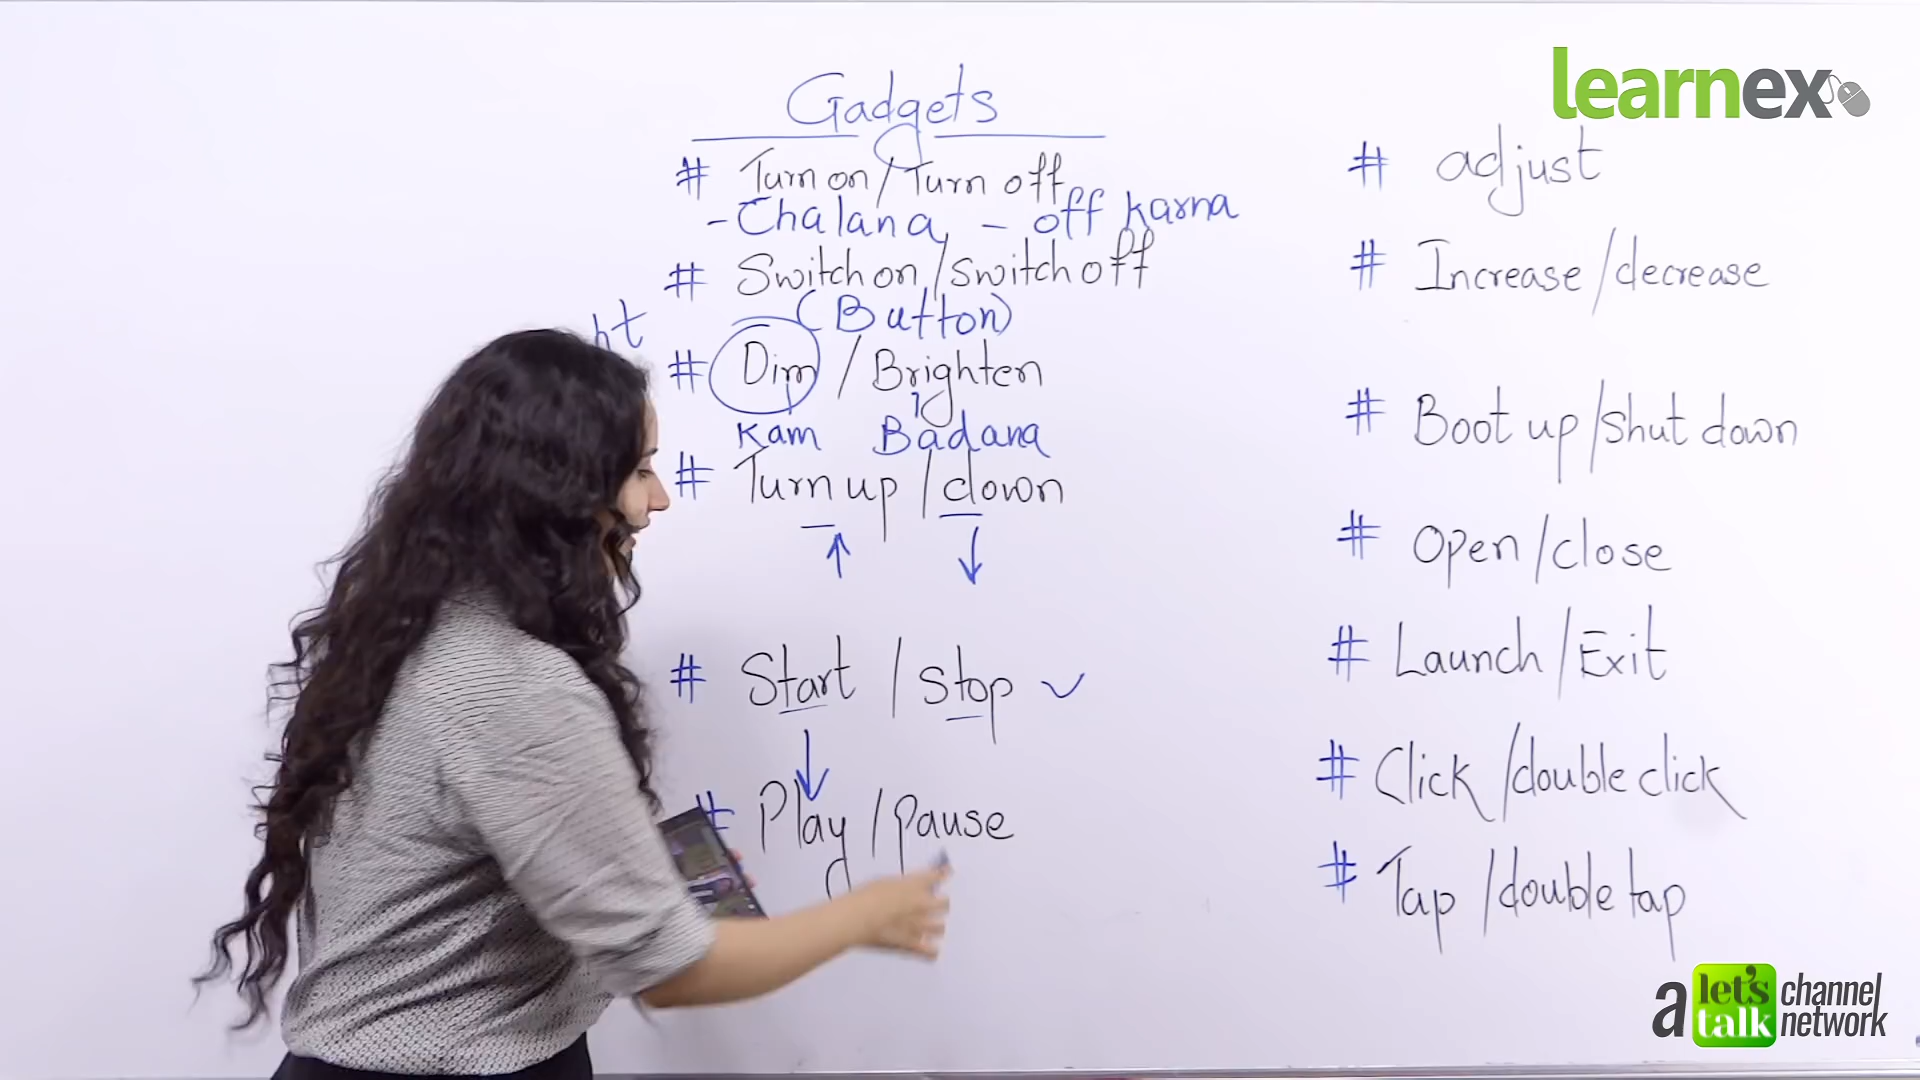 Gadgets
# Turn on / Turn off
- Chalana - off karna
# Switch on / switch off
(Button)
# Dim / Brighten
Kam Badana
# Turn up / down
# Start / stop
# Play / pause
learnex
# adjust
# Increase / decrease
# Boot up / shut down
# Open / close
# Launch / Exit
# Click / double click
# Tap / double tap
a let's talk channel network